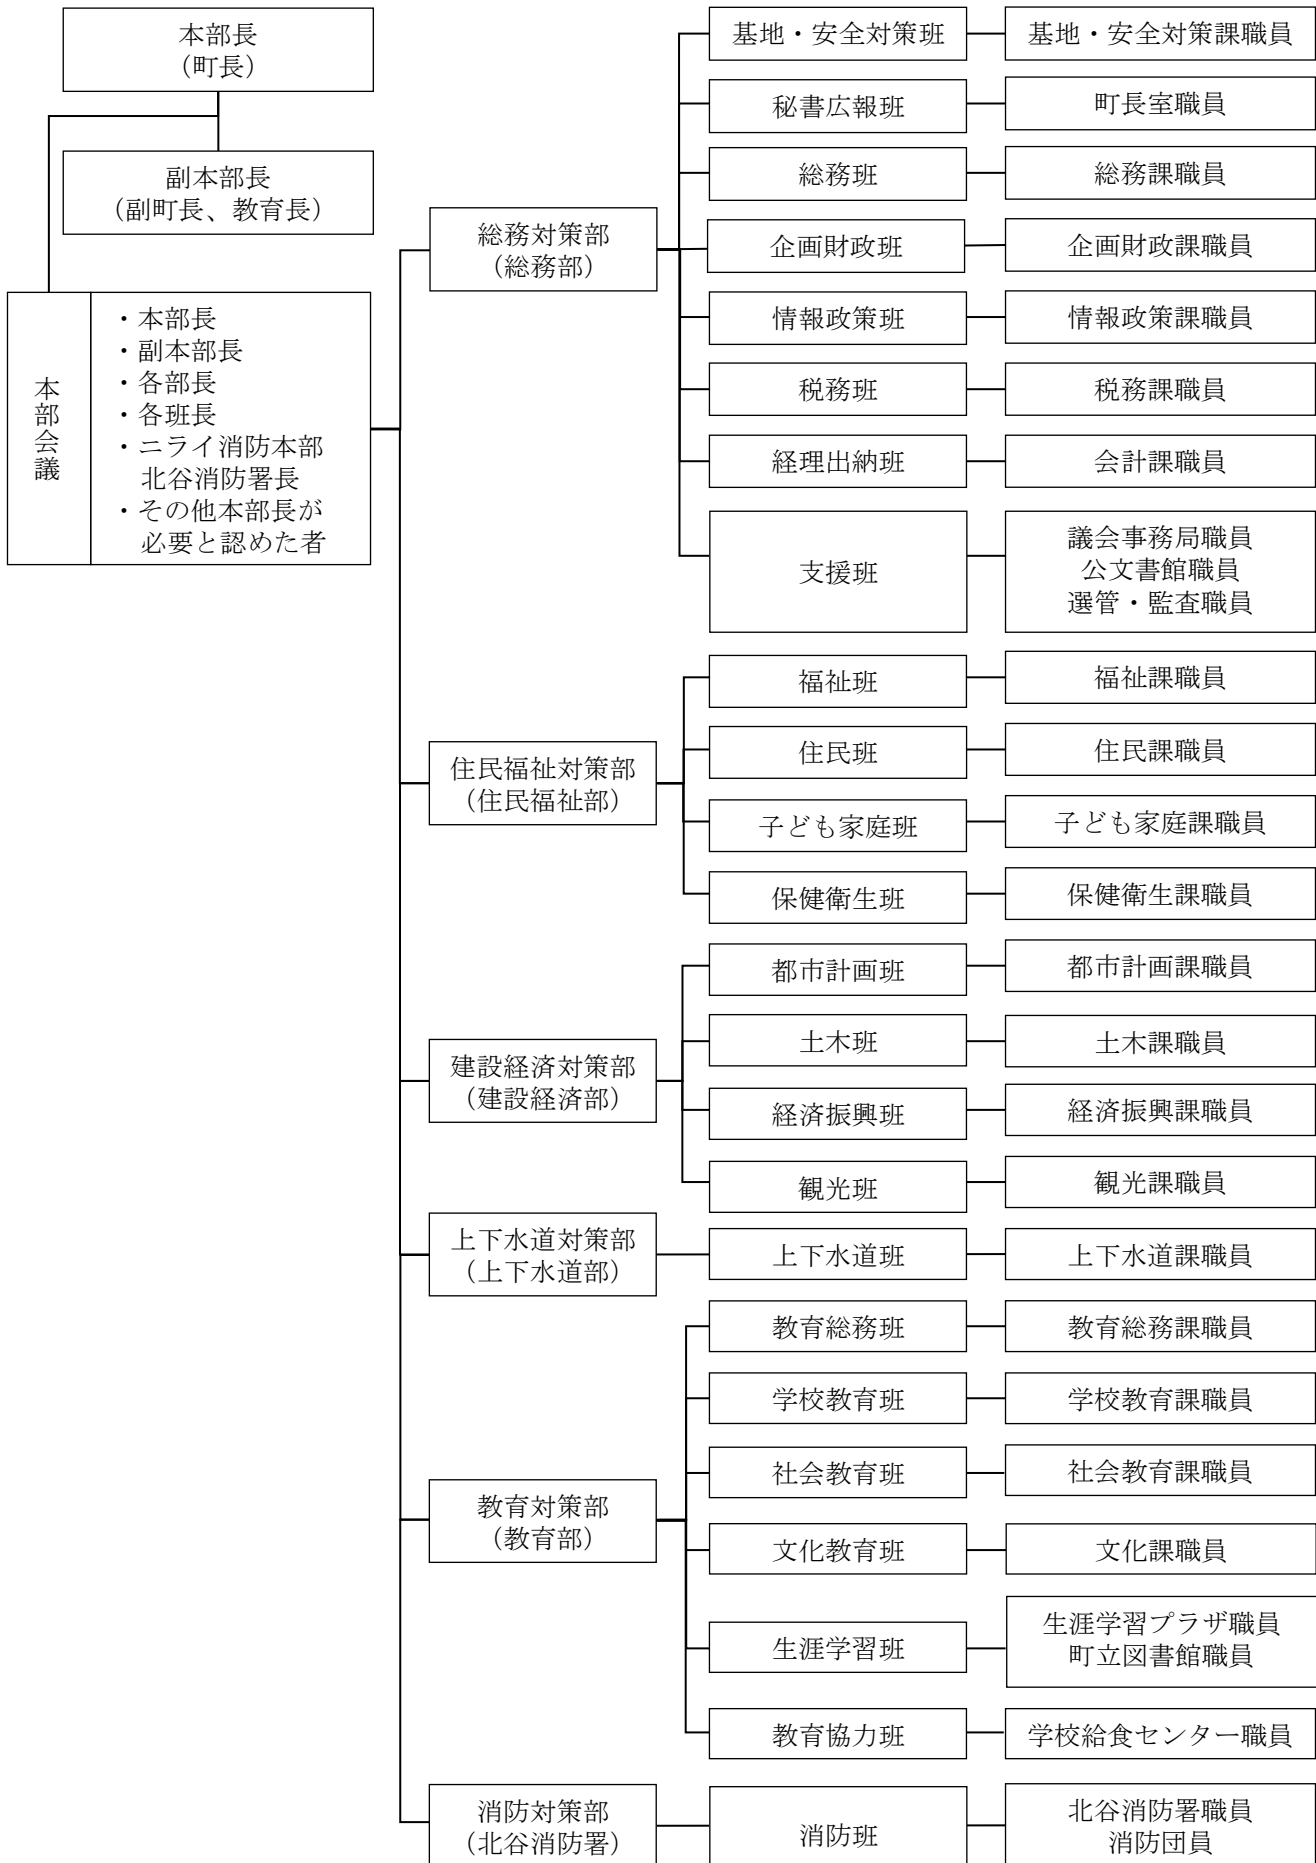 本部長
（町長）
副本部長
（副町長、教育長）
本部会議
・本部長
・副本部長
・各部長
・各班長
・ニライ消防本部
北谷消防署長
・その他本部長が
必要と認めた者
総務対策部
（総務部）
基地・安全対策班
基地・安全対策課職員
秘書広報班
町長室職員
総務班
総務課職員
企画財政班
企画財政課職員
情報政策班
情報政策課職員
税務班
税務課職員
経理出納班
会計課職員
支援班
議会事務局職員
公文書館職員
選管・監査職員
住民福祉対策部
（住民福祉部）
福祉班
福祉課職員
住民班
住民課職員
子ども家庭班
子ども家庭課職員
保健衛生班
保健衛生課職員
建設経済対策部
（建設経済部）
都市計画班
都市計画課職員
土木班
土木課職員
経済振興班
経済振興課職員
観光班
観光課職員
上下水道対策部
（上下水道部）
上下水道班
上下水道課職員
教育対策部
（教育部）
教育総務班
教育総務課職員
学校教育班
学校教育課職員
社会教育班
社会教育課職員
文化教育班
文化課職員
生涯学習班
生涯学習プラザ職員
町立図書館職員
教育協力班
学校給食センター職員
消防対策部
（北谷消防署）
消防班
北谷消防署職員
消防団員